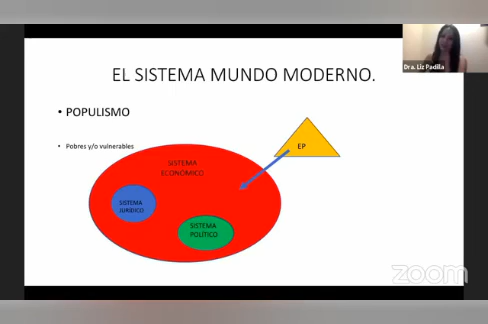 Dra. Liz Padilla
EL SISTEMA MUNDO MODERNO.
• POPULISMO
• Pobres y/o vulnerables
EP
SISTEMA
ECONÓMICO
SISTEMA
JURÍDICO
SISTEMA
POLÍTICO
zoom